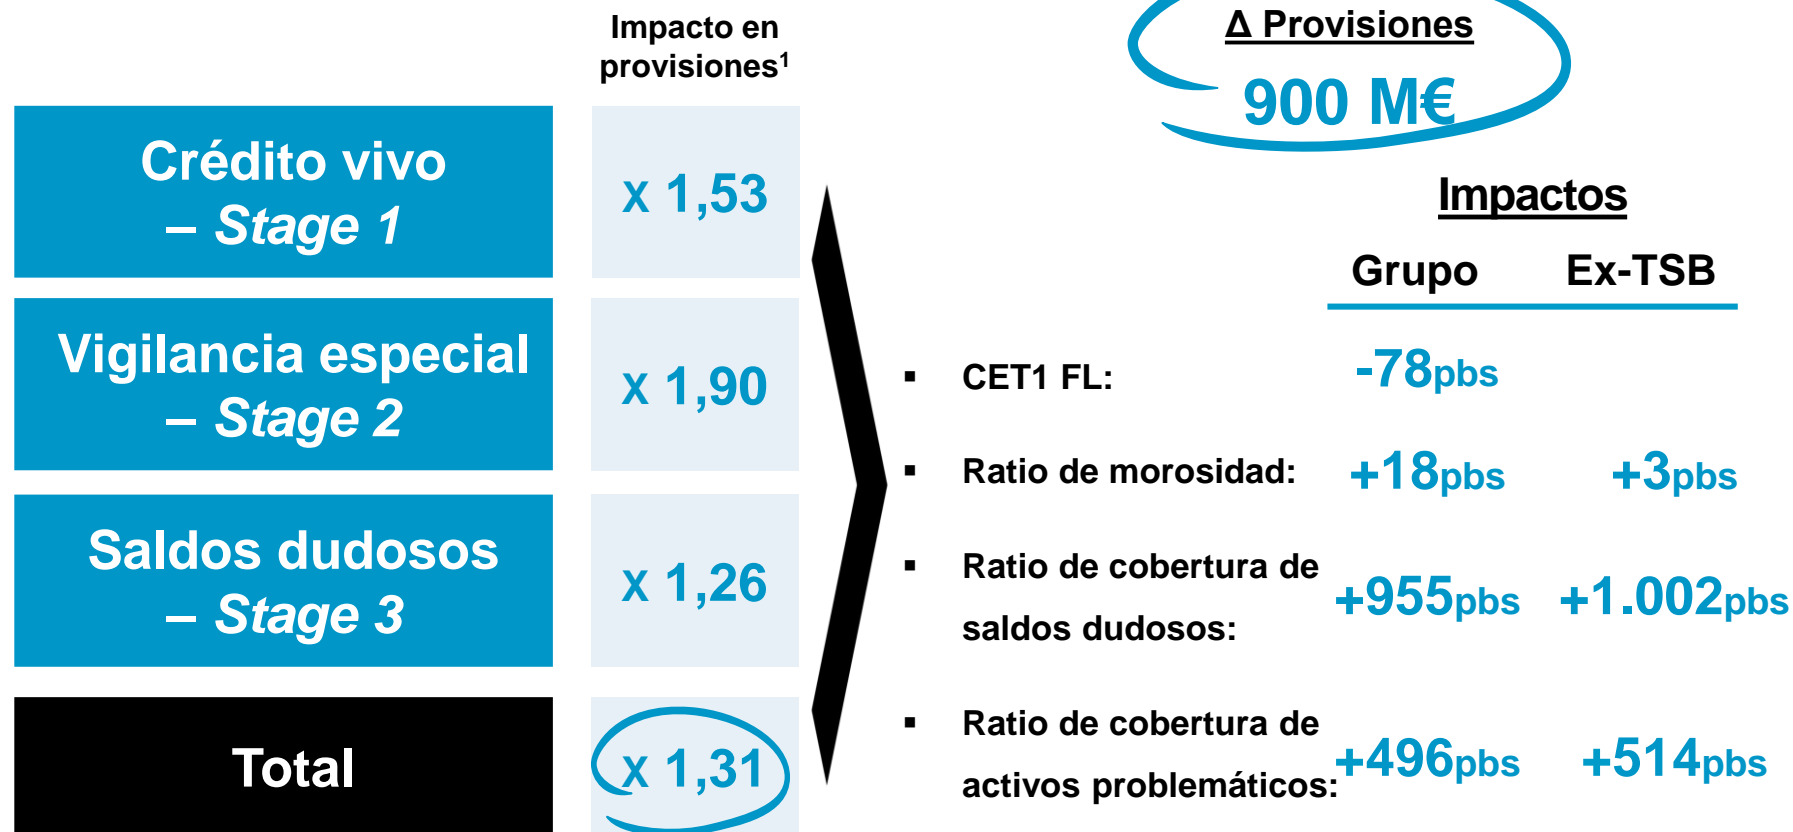 Impacto en
provisiones¹
Crédito vivo
– Stage 1
x 1,53
Vigilancia especial
– Stage 2
x 1,90
Saldos dudosos
– Stage 3
x 1,26
Total
x 1,31
Δ Provisiones
900 M€
Impactos
Grupo Ex-TSB
▪ CET1 FL: -78pbs
▪ Ratio de morosidad: +18pbs +3pbs
▪ Ratio de cobertura de
saldos dudosos: +955pbs +1.002pbs
▪ Ratio de cobertura de
activos problemáticos: +496pbs +514pbs